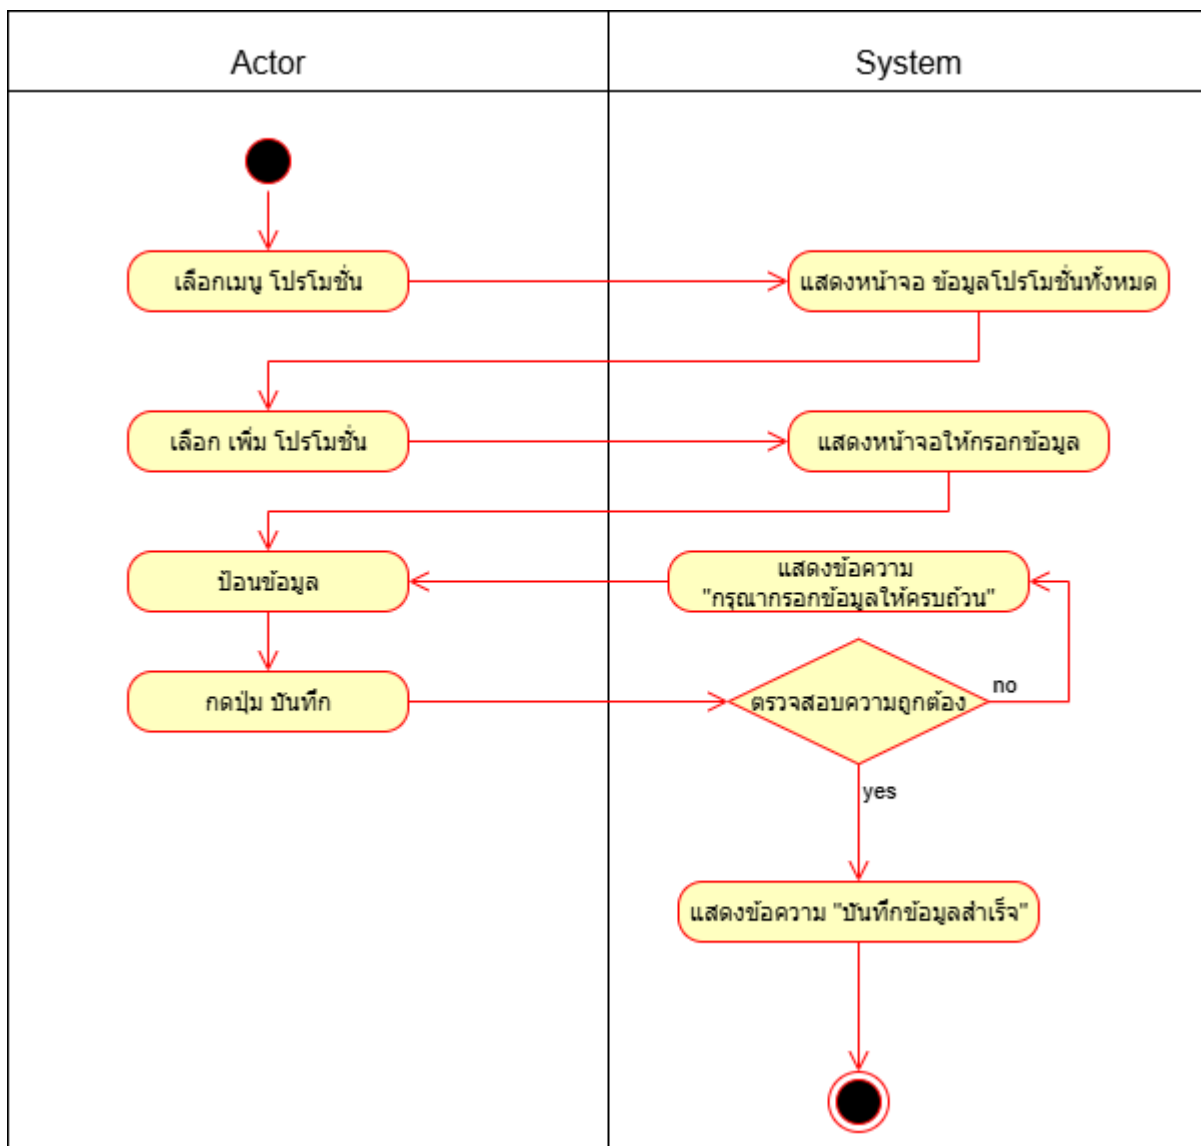 Actor
System
เลือกเมนู โปรโมชั่น
แสดงหน้าจอ ข้อมูลโปรโมชั่นทั้งหมด
เลือก เพิ่ม โปรโมชั่น
แสดงหน้าจอให้กรอกข้อมูล
ป้อนข้อมูล
แสดงข้อความ
"กรุณากรอกข้อมูลให้ครบถ้วน"
กดปุ่ม บันทึก
ตรวจสอบความถูกต้อง
no
yes
แสดงข้อความ "บันทึกข้อมูลสำเร็จ"